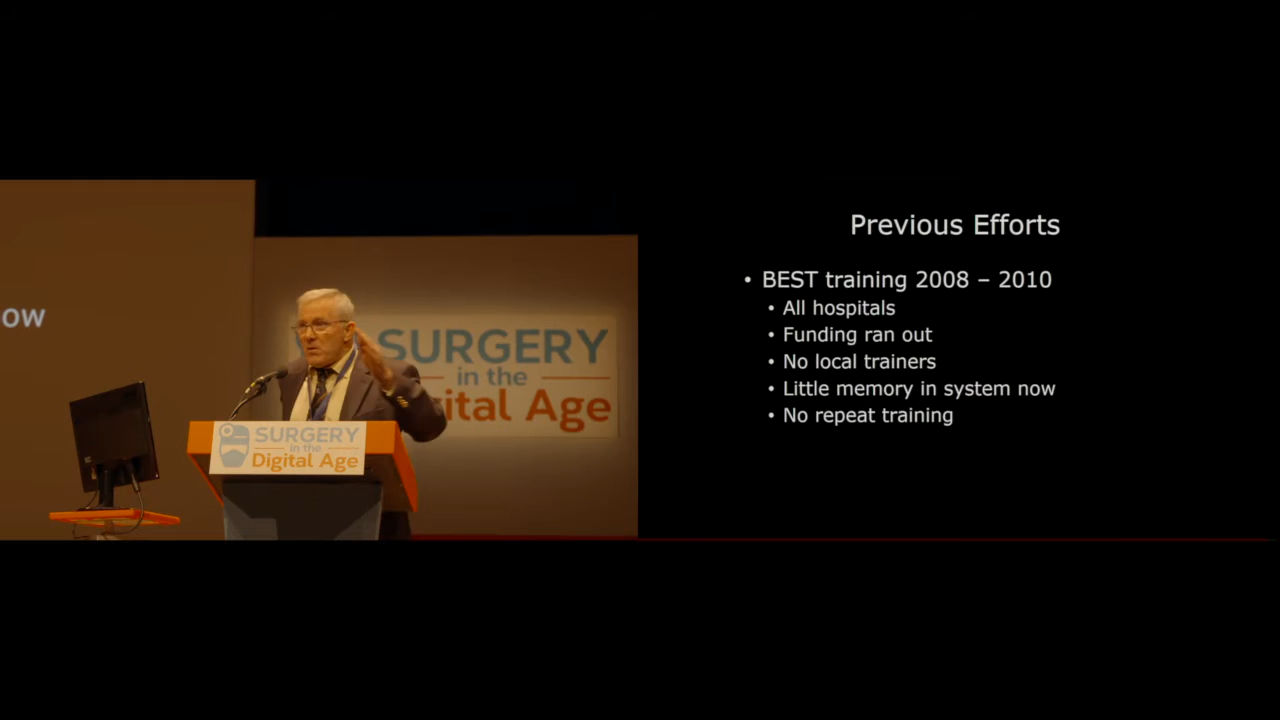 ow
SURGERY
in the
ital Age
SURGERY
in the
Digital Age
Previous Efforts
• BEST training 2008 – 2010
• All hospitals
• Funding ran out
• No local trainers
• Little memory in system now
• No repeat training